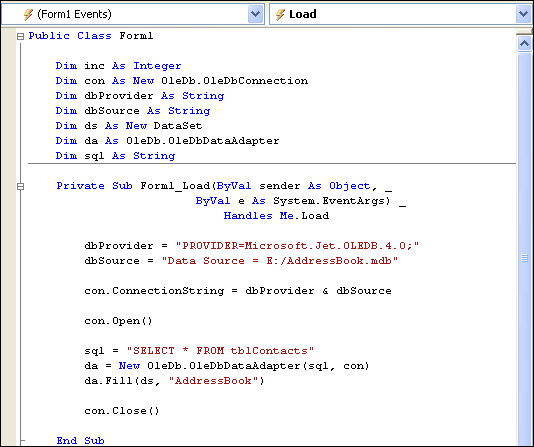 (Form1 Events) Load
Public Class Form1
Dim inc As Integer
Dim con As New OleDb.OleDbConnection
Dim dbProvider As String
Dim dbSource As String
Dim ds As New DataSet
Dim da As OleDb.OleDbDataAdapter
Dim sql As String
Private Sub Form1_Load(ByVal sender As Object, _
ByVal e As System.EventArgs) _
Handles Me.Load
dbProvider = "PROVIDER=Microsoft.Jet.OLEDB.4.0;"
dbSource = "Data Source = E:/AddressBook.mdb"
con.ConnectionString = dbProvider & dbSource
con.Open()
sql = "SELECT * FROM tblContacts"
da = New OleDb.OleDbDataAdapter(sql, con)
da.Fill(ds, "AddressBook")
con.Close()
End Sub